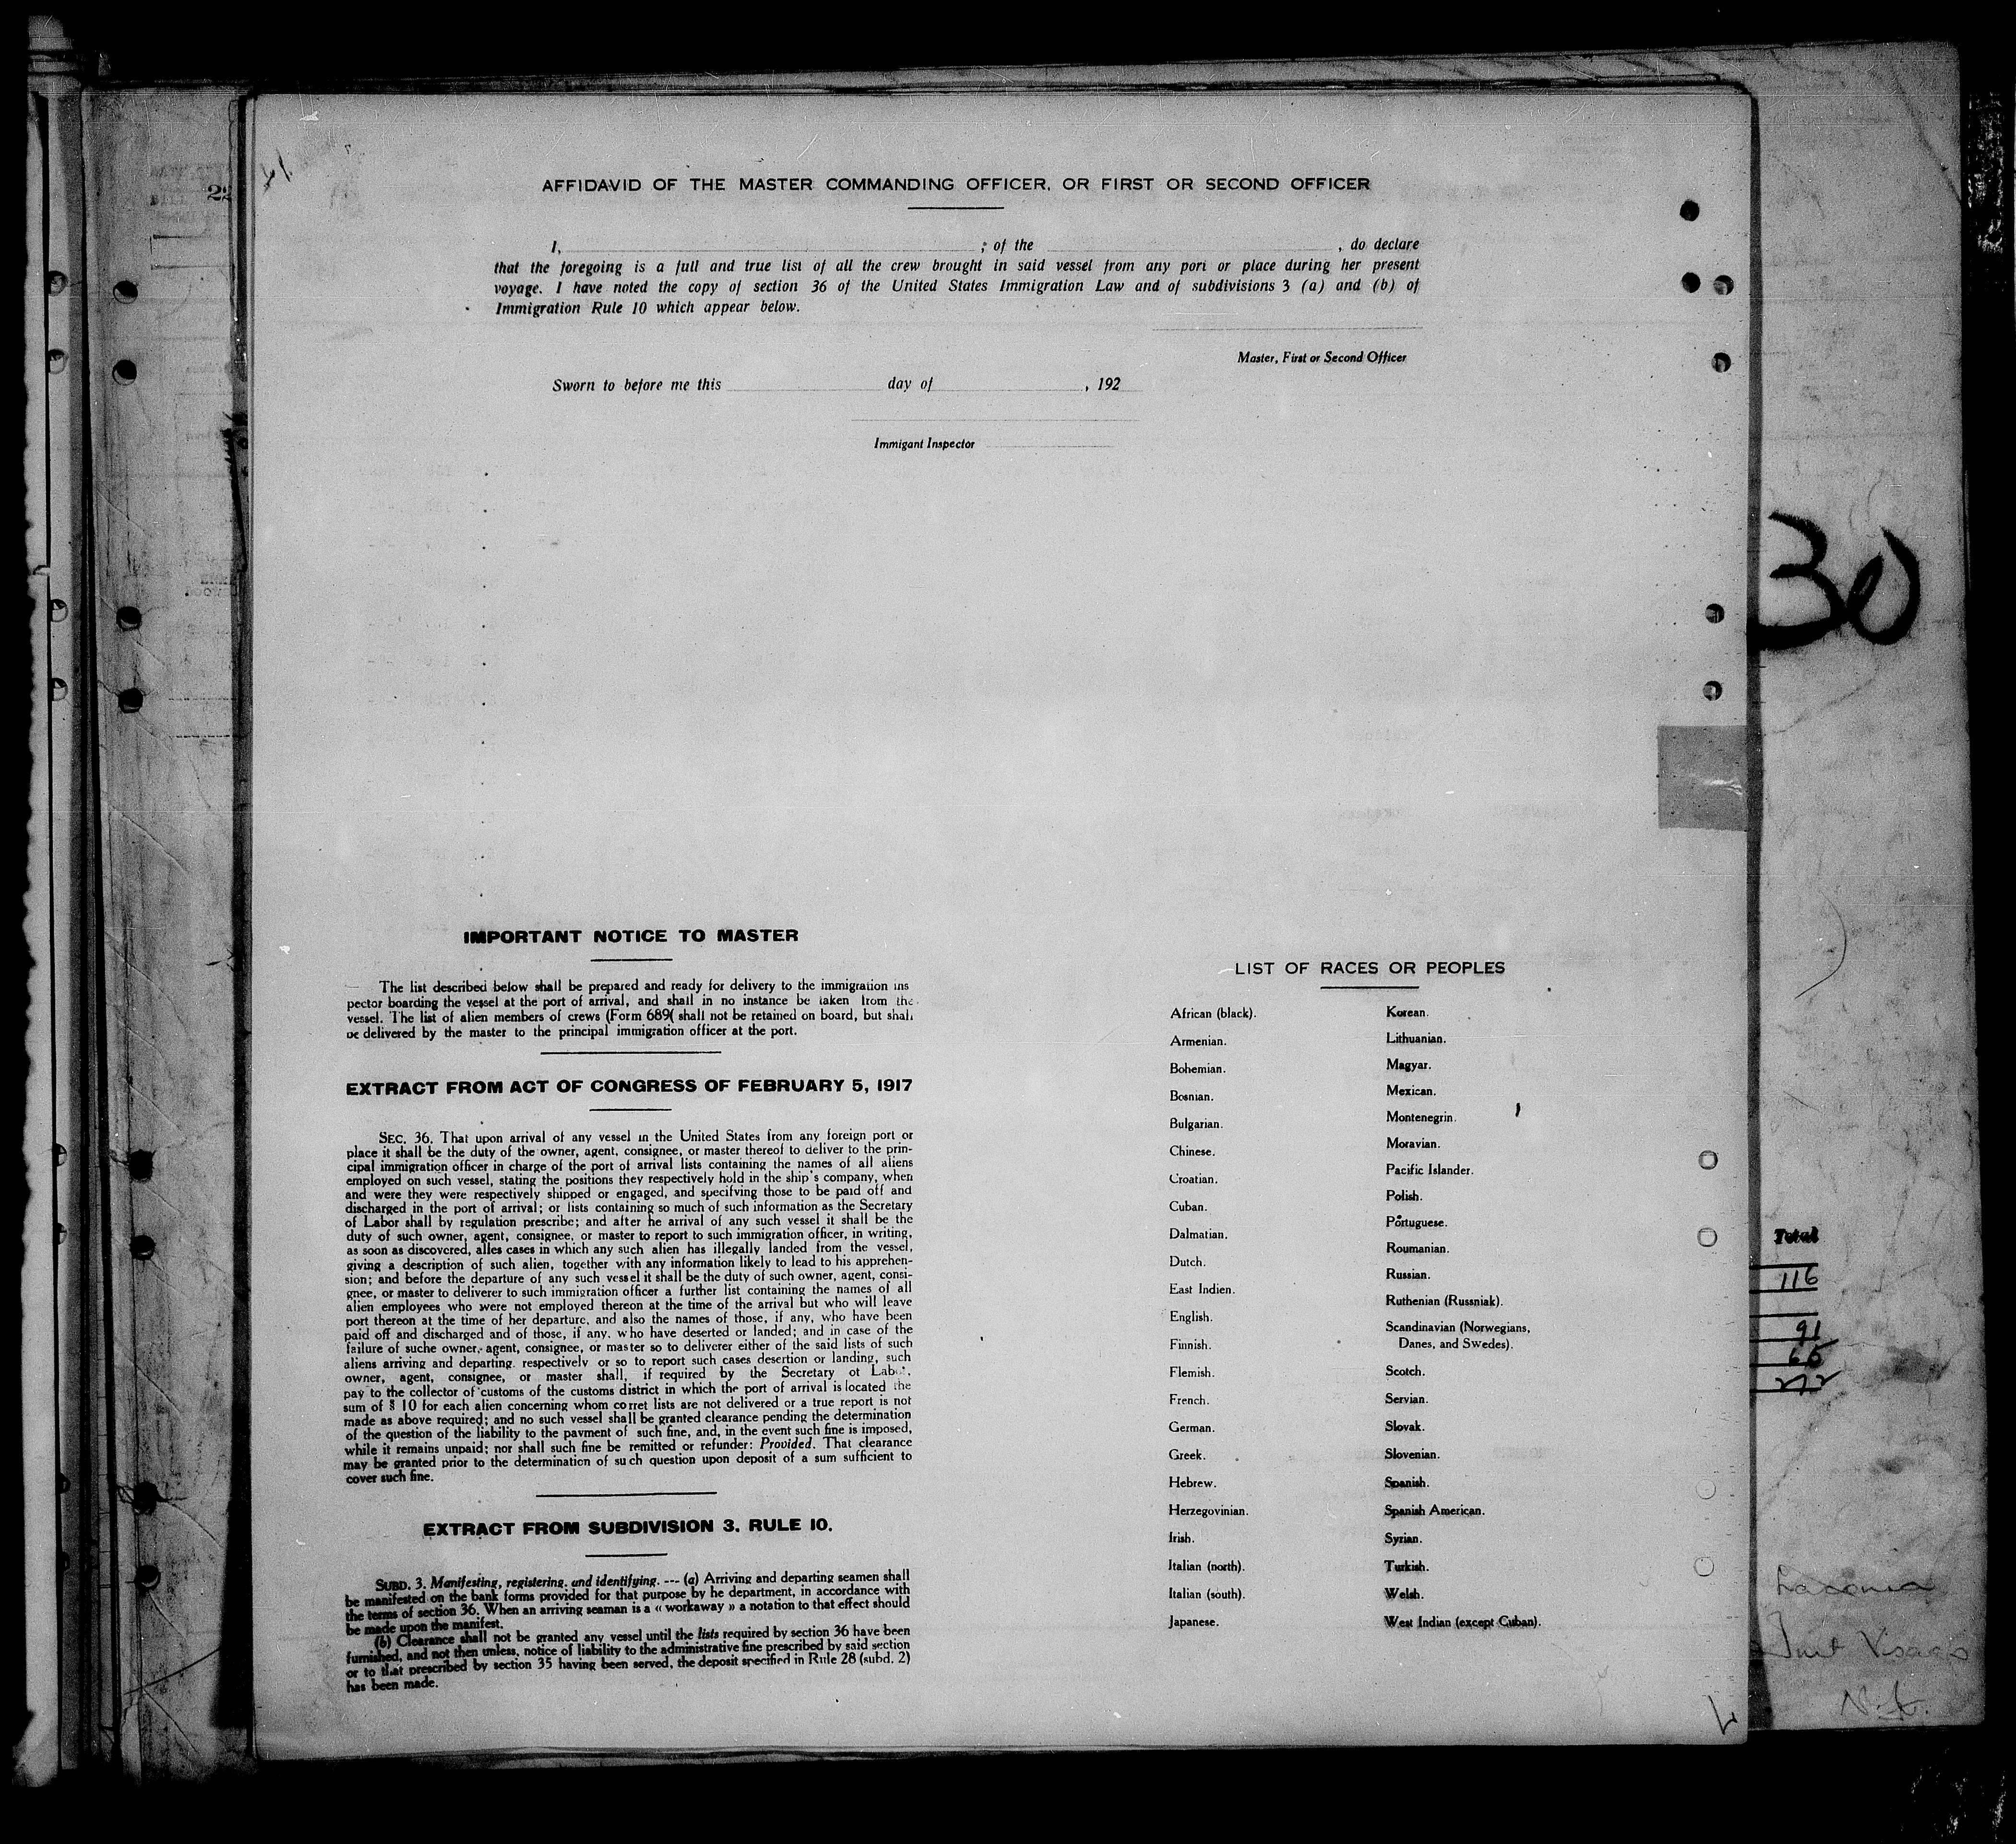 AFFIDAVID OF THE MASTER COMMANDING OFFICER, OR FIRST OR SECOND OFFICER
I, ; of the , do declare
that the foregoing is a full and true list of all the crew brought in said vessel from any port or place during her present
voyage. I have noted the copy of section 36 of the United States Immigration Law and of subdivisions 3 (a) and (b) of
Immigration Rule 10 which appear below.
Master, First or Second Officer
Sworn to before me this day of , 192
Immigant Inspector
30
IMPORTANT NOTICE TO MASTER
The list described below shall be prepared and ready for delivery to the immigration ins
pector boarding the vessel at the port of arrival, and shall in no instance be taken from the
vessel. The list of alien members of crews (Form 689( shall not be retained on board, but shall
be delivered by the master to the principal immigration officer at the port.
EXTRACT FROM ACT OF CONGRESS OF FEBRUARY 5, 1917
SEC. 36. That upon arrival of any vessel in the United States from any foreign port or
place it shall be the duty of the owner, agent, consignee, or master thereof to deliver to the prin-
cipal immigration officer in charge of the port of arrival lists containing the names of all aliens
employed on such vessel, stating the positions they respectively hold in the ship's company, when
and were they were respectively shipped or engaged, and specifying those to be paid off and
discharged in the port of arrival; or lists containing so much of such information as the Secretary
of Labor shall by regulation prescribe; and after he arrival of any such vessel it shall be the
duty of such owner, agent, consignee, or master to report to such immigration officer, in writing,
as soon as discovered, alles cases in which any such alien has illegally landed from the vessel,
giving a description of such alien, together with any information likely to lead to his apprehen-
sion; and before the departure of any such vessel it shall be the duty of such owner, agent, consi-
gnee, or master to deliverer to such immigration officer a further list containing the names of all
alien employees who were not employed thereon at the time of the arrival but who will leave
port thereon at the time of her departure, and also the names of those, if any, who have been
paid off and discharged and of those, if any. who have deserted or landed; and in case of the
failure of suche owner, agent, consignee, or master so to deliverer either of the said lists of such
aliens arriving and departing. respectively or so to report such cases desertion or landing, such
owner, agent, consignee, or master shall, if required by the Secretary ot Labor,
pay to the collector of customs of the customs district in which the port of arrival is located the
sum of $ 10 for each alien concerning whom corret lists are not delivered or a true report is not
made as above required; and no such vessel shall be granted clearance pending the determination
of the question of the liability to the payment of such fine, and, in the event such fine is imposed,
while it remains unpaid; nor shall such fine be remitted or refunder: Provided. That clearance
may be granted prior to the determination of such question upon deposit of a sum sufficient to
cover such fine.
EXTRACT FROM SUBDIVISION 3. RULE 10.
SUBD. 3. Manifesting, registering. and identifying. --- (a) Arriving and departing seamen shall
be manifested on the bank forms provided for that purpose by he department, in accordance with
the terms of section 36. When an arriving seaman is a « workaway » a notation to that effect should
be made upon the manifest.
(b) Clearance shall not be granted any vessel until the lists required by section 36 have been
furnished, and not then unless, notice of liability to the administrative fine prescribed by said section
or to that prescribed by section 35 having been served, the deposit specified in Rule 28 (subd. 2)
has been made.
LIST OF RACES OR PEOPLES
African (black).
Armenian.
Bohemian.
Bosnian.
Bulgarian.
Chinese.
Croatian.
Cuban.
Dalmatian.
Dutch.
East Indien.
English.
Finnish.
Flemish.
French.
German.
Greek.
Hebrew.
Herzegovinian.
Irish.
Italian (north).
Italian (south).
Japanese.
Korean.
Lithuanian.
Magyar.
Mexican.
Montenegrin.
Moravian.
Pacific Islander.
Polish.
Portuguese.
Roumanian.
Russian.
Ruthenian (Russniak).
Scandinavian (Norwegians,
Danes, and Swedes).
Scotch.
Servian.
Slovak.
Slovenian.
Spanish.
Spanish American.
Syrian.
Turkish.
Welsh.
West Indian (except Cuban).
Total
116
91